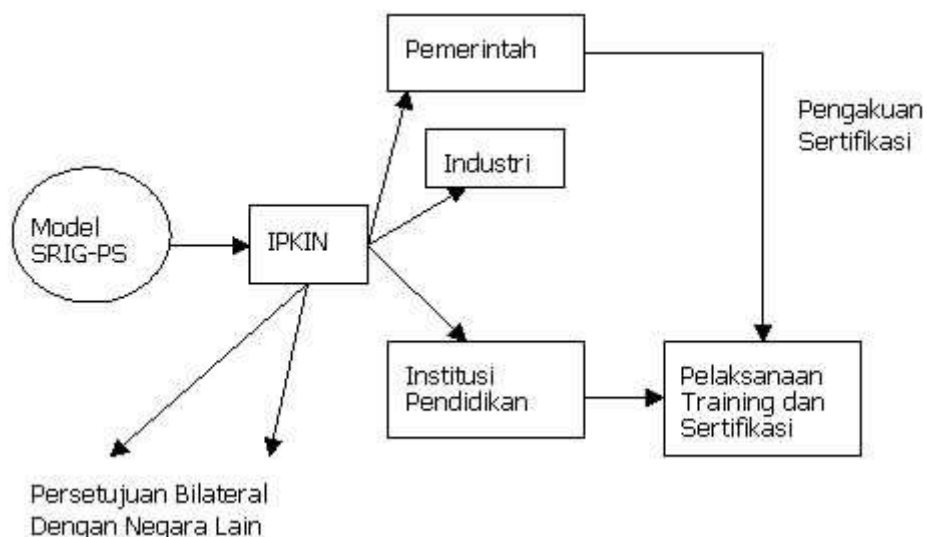 Pemerintah
Pengakuan
Sertifikasi
Industri
Model
SRIG-PS
IPKIN
Institusi
Pendidikan
Pelaksanaan
Training dan
Sertifikasi
Persetujuan Bilateral
Dengan Negara Lain